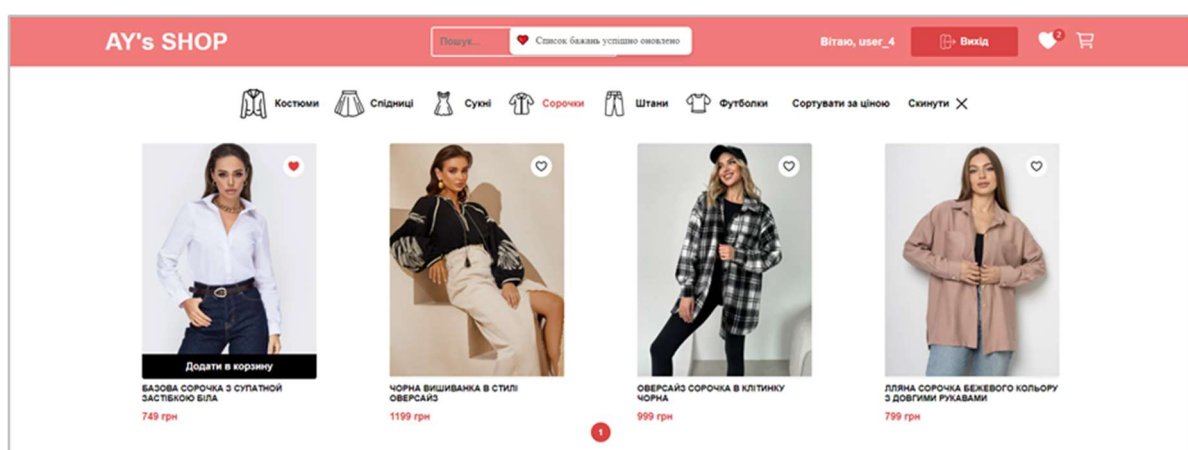 AY's SHOP
Пошук...
Список бажань успішно оновлено
Вітаю, user_4
Вихід
2
Костюми
Спідниці
Сукні
Сорочки
Штани
Футболки
Сортувати за ціною
Скинути
Додати в корзину
БАЗОВА СОРОЧКА З СУПАТНОЙ
ЗАСТІБКОЮ БІЛА
749 грн
ЧОРНА ВИШИВАНКА В СТИЛІ
ОВЕРСАЙЗ
1199 грн
ОВЕРСАЙЗ СОРОЧКА В КЛІТИНКУ
ЧОРНА
999 грн
ЛЛЯНА СОРОЧКА БЕЖЕВОГО КОЛЬОРУ
З ДОВГИМИ РУКАВАМИ
799 грн
1